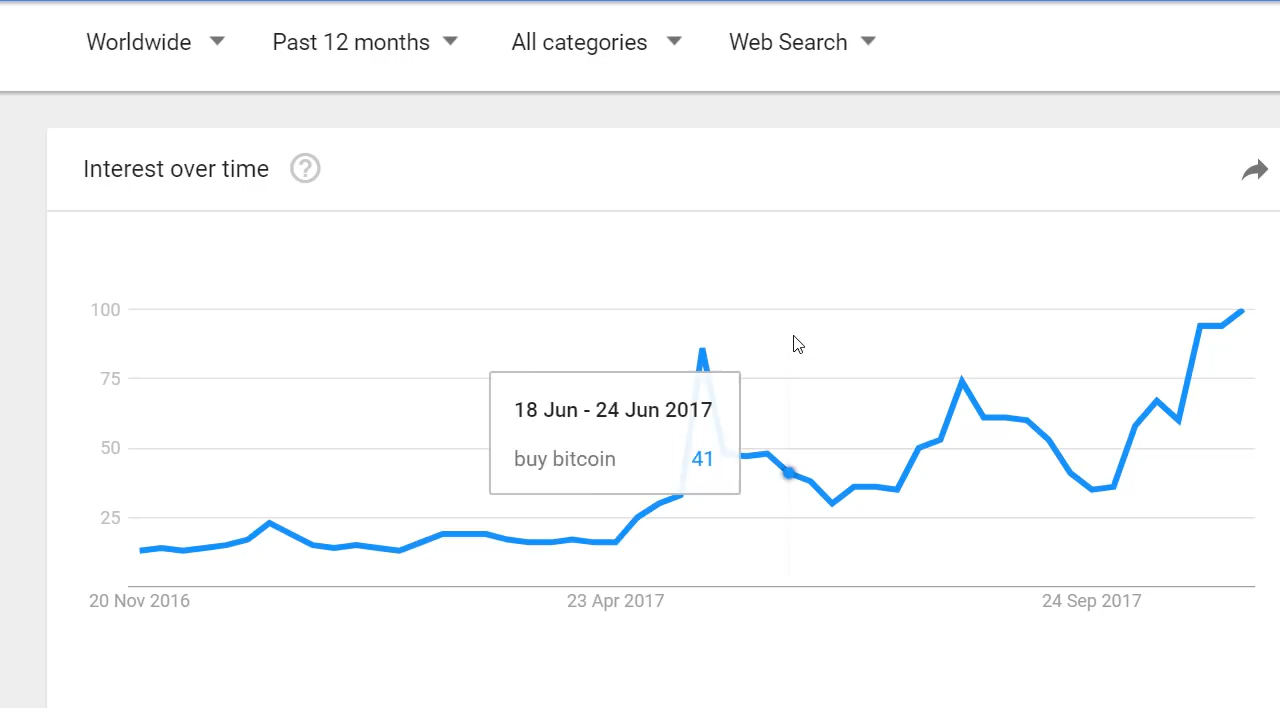 Worldwide Past 12 months All categories Web Search
Interest over time ?
100
75
18 Jun - 24 Jun 2017
50
buy bitcoin 41
25
20 Nov 2016 23 Apr 2017 24 Sep 2017